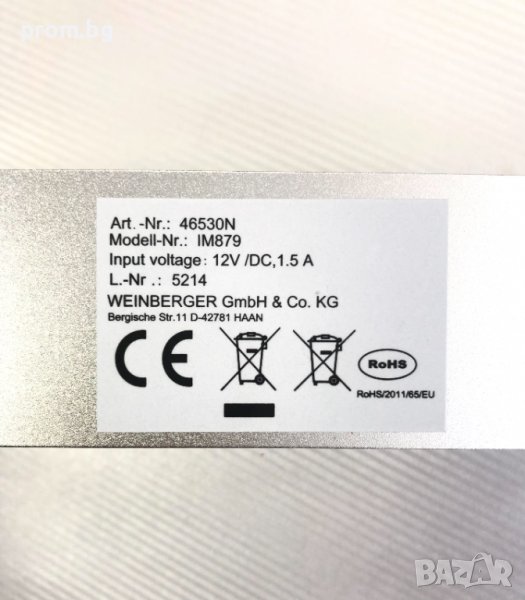 prom.bg
Art.-Nr.: 46530N
Modell-Nr.: IM879
Input voltage: 12V /DC,1.5 A
L.-Nr .: 5214
WEINBERGER GmbH & Co. KG
Bergische Str.11 D-42781 HAAN
CE
RoHS
RoHS/2011/65/EU
BAZAR